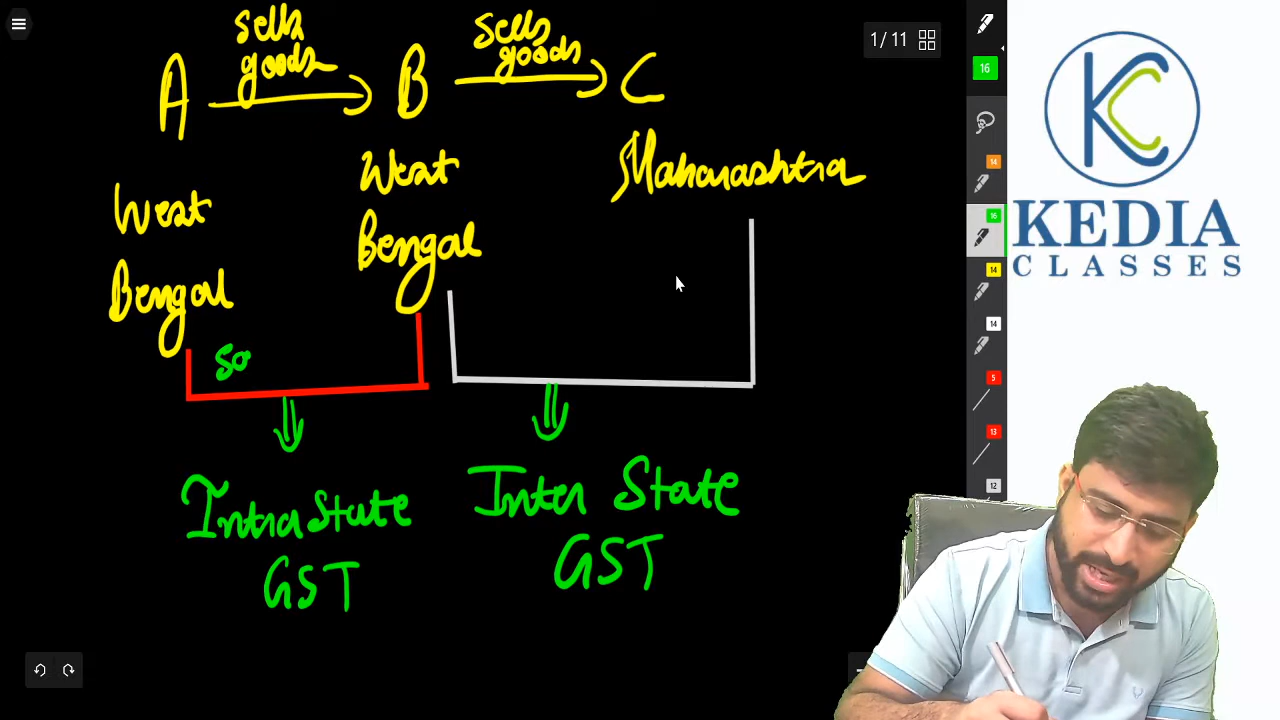 sells
goods
sells
goods
A B C
1 / 11
West
Bengal
West
Bengal
Maharashtra
so
Intra State
GST
Inter State
GST
16
14
16
14
14
5
13
12
KC
KEDIA
CLASSES